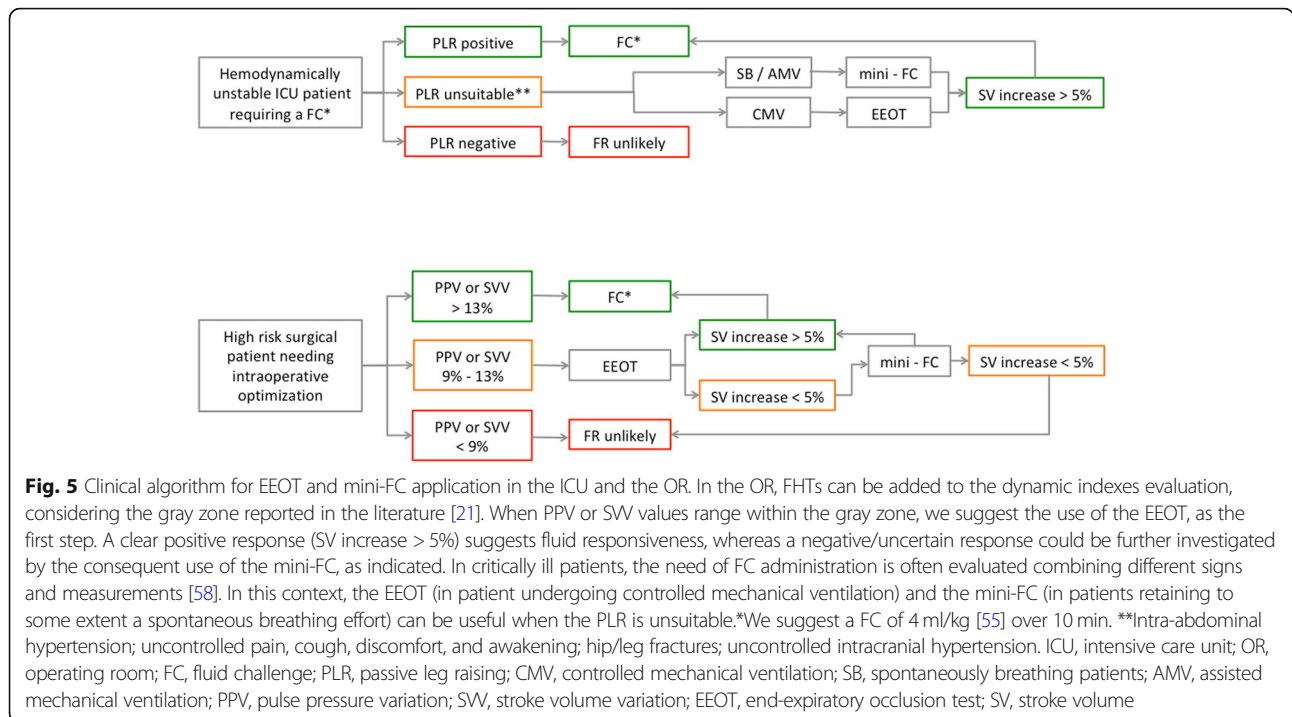 PLR positive
FC*
Hemodynamically
unstable ICU patient
requiring a FC*
PLR unsuitable**
SB / AMV
mini - FC
SV increase > 5%
CMV
EEOT
PLR negative
FR unlikely
PPV or SVV
> 13%
FC*
High risk surgical
patient needing
intraoperative
optimization
PPV or SVV
9% - 13%
EEOT
SV increase > 5%
SV increase < 5%
mini - FC
SV increase < 5%
PPV or SVV
< 9%
FR unlikely
Fig. 5 Clinical algorithm for EEOT and mini-FC application in the ICU and the OR. In the OR, FHTs can be added to the dynamic indexes evaluation,
considering the gray zone reported in the literature [21]. When PPV or SVV values range within the gray zone, we suggest the use of the EEOT, as the
first step. A clear positive response (SV increase > 5%) suggests fluid responsiveness, whereas a negative/uncertain response could be further investigated
by the consequent use of the mini-FC, as indicated. In critically ill patients, the need of FC administration is often evaluated combining different signs
and measurements [58]. In this context, the EEOT (in patient undergoing controlled mechanical ventilation) and the mini-FC (in patients retaining to
some extent a spontaneous breathing effort) can be useful when the PLR is unsuitable.*We suggest a FC of 4 ml/kg [55] over 10 min. **Intra-abdominal
hypertension; uncontrolled pain, cough, discomfort, and awakening; hip/leg fractures; uncontrolled intracranial hypertension. ICU, intensive care unit; OR,
operating room; FC, fluid challenge; PLR, passive leg raising; CMV, controlled mechanical ventilation; SB, spontaneously breathing patients; AMV, assisted
mechanical ventilation; PPV, pulse pressure variation; SVV, stroke volume variation; EEOT, end-expiratory occlusion test; SV, stroke volume